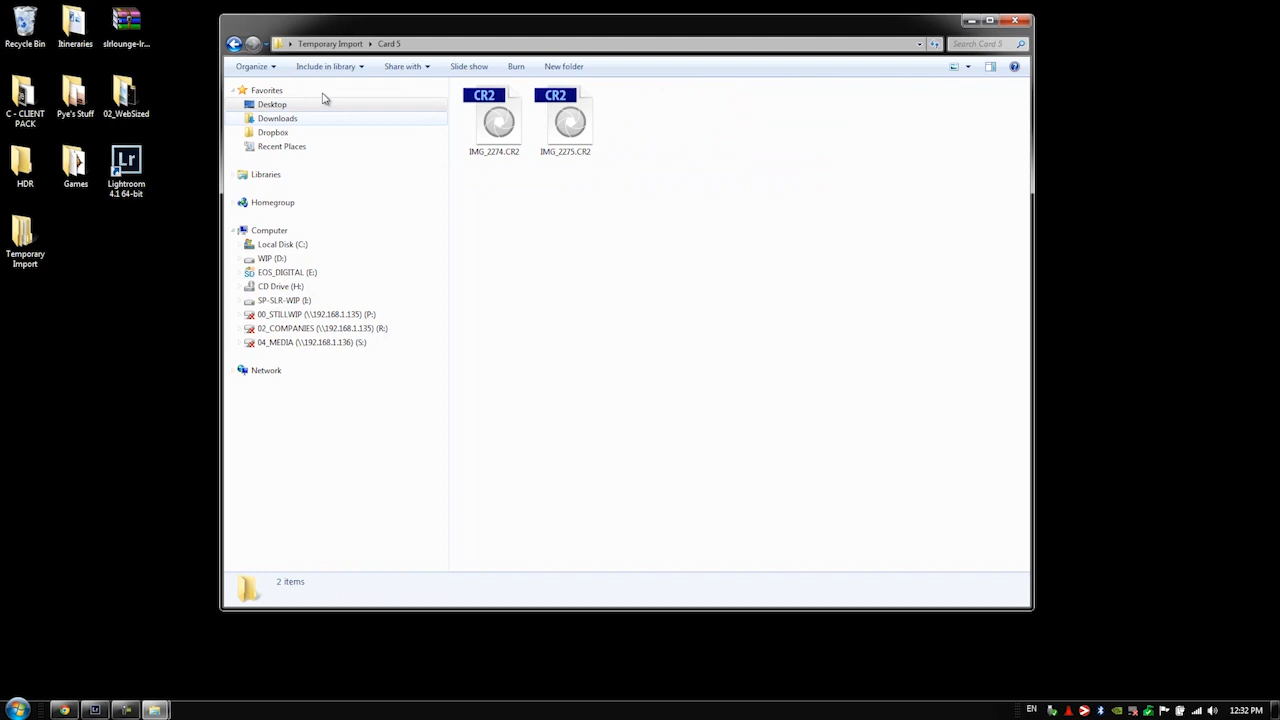 Recycle Bin
Itineraries
slrlounge-lr...
C - CLIENT
PACK
Pye's Stuff
02_WebSized
HDR
Games
Lightroom
4.1 64-bit
Temporary
Import
Temporary Import
Card 5
Search Card 5
Organize
Include in library
Share with
Slide show
Burn
New folder
Favorites
Desktop
Downloads
Dropbox
Recent Places
Libraries
Homegroup
Computer
Local Disk (C:)
WIP (D:)
EOS_DIGITAL (E:)
CD Drive (H:)
SP-SLR-WIP (I:)
00_STILLWIP (\\192.168.1.135) (P:)
02_COMPANIES (\\192.168.1.135) (R:)
04_MEDIA (\\192.168.1.136) (S:)
Network
CR2
CR2
IMG_2274.CR2
IMG_2275.CR2
2 items
Lr
EN
12:32 PM